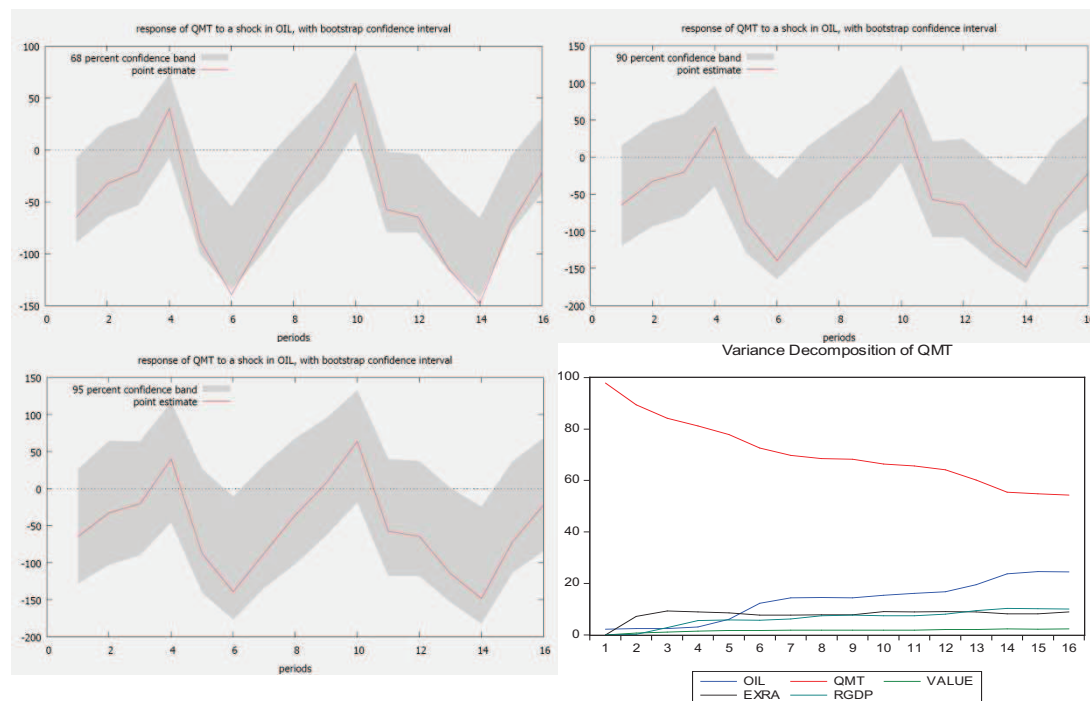 response of QMT to a shock in OIL, with bootstrap confidence interval
100
50
0
-50
-100
-150
68 percent confidence band
point estimate
0 2 4 6 8 10 12 14 16
periods
response of QMT to a shock in OIL, with bootstrap confidence interval
150
100
50
0
-50
-100
-150
-200
90 percent confidence band
point estimate
0 2 4 6 8 10 12 14 16
periods
response of QMT to a shock in OIL, with bootstrap confidence interval
150
100
50
0
-50
-100
-150
-200
95 percent confidence band
point estimate
0 2 4 6 8 10 12 14 16
periods
Variance Decomposition of QMT
100
80
60
40
20
0
1 2 3 4 5 6 7 8 9 10 11 12 13 14 15 16
OIL QMT VALUE
EXRA RGDP